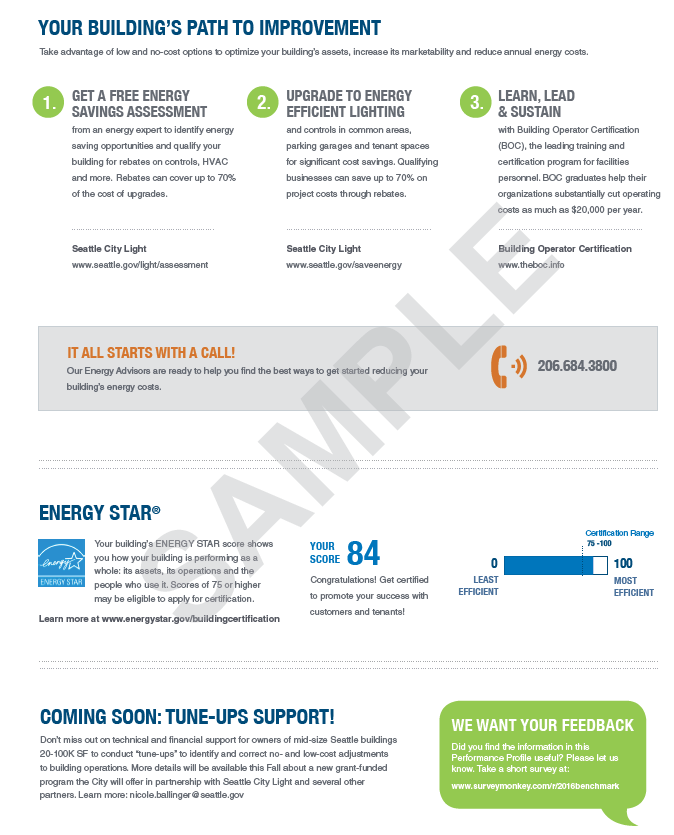 YOUR BUILDING'S PATH TO IMPROVEMENT
Take advantage of low and no-cost options to optimize your building's assets, increase its marketability and reduce annual energy costs.
1.
GET A FREE ENERGY
SAVINGS ASSESSMENT
from an energy expert to identify energy
saving opportunities and qualify your
building for rebates on controls, HVAC
and more. Rebates can cover up to 70%
of the cost of upgrades.
Seattle City Light
www.seattle.gov/light/assessment
2.
UPGRADE TO ENERGY
EFFICIENT LIGHTING
and controls in common areas,
parking garages and tenant spaces
for significant cost savings. Qualifying
businesses can save up to 70% on
project costs through rebates.
Seattle City Light
www.seattle.gov/saveenergy
3.
LEARN, LEAD
& SUSTAIN
with Building Operator Certification
(BOC), the leading training and
certification program for facilities
personnel. BOC graduates help their
organizations substantially cut operating
costs as much as $20,000 per year.
Building Operator Certification
www.theboc.info
IT ALL STARTS WITH A CALL!
Our Energy Advisors are ready to help you find the best ways to get started reducing your
building's energy costs.
206.684.3800
SAMPLE
ENERGY STAR®
energy
ENERGY STAR
Your building's ENERGY STAR score shows
you how your building is performing as a
whole: its assets, its operations and the
people who use it. Scores of 75 or higher
may be eligible to apply for certification.
Learn more at www.energystar.gov/buildingcertification
YOUR
SCORE 84
Congratulations! Get certified
to promote your success with
customers and tenants!
Certification Range
75 -100
0
LEAST
EFFICIENT
100
MOST
EFFICIENT
COMING SOON: TUNE-UPS SUPPORT!
Don't miss out on technical and financial support for owners of mid-size Seattle buildings
20-100K SF to conduct "tune-ups" to identify and correct no- and low-cost adjustments
to building operations. More details will be available this Fall about a new grant-funded
program the City will offer in partnership with Seattle City Light and several other
partners. Learn more: nicole.ballinger@seattle.gov
WE WANT YOUR FEEDBACK
Did you find the information in this
Performance Profile useful? Please let us
know. Take a short survey at:
www.surveymonkey.com/r/2016benchmark